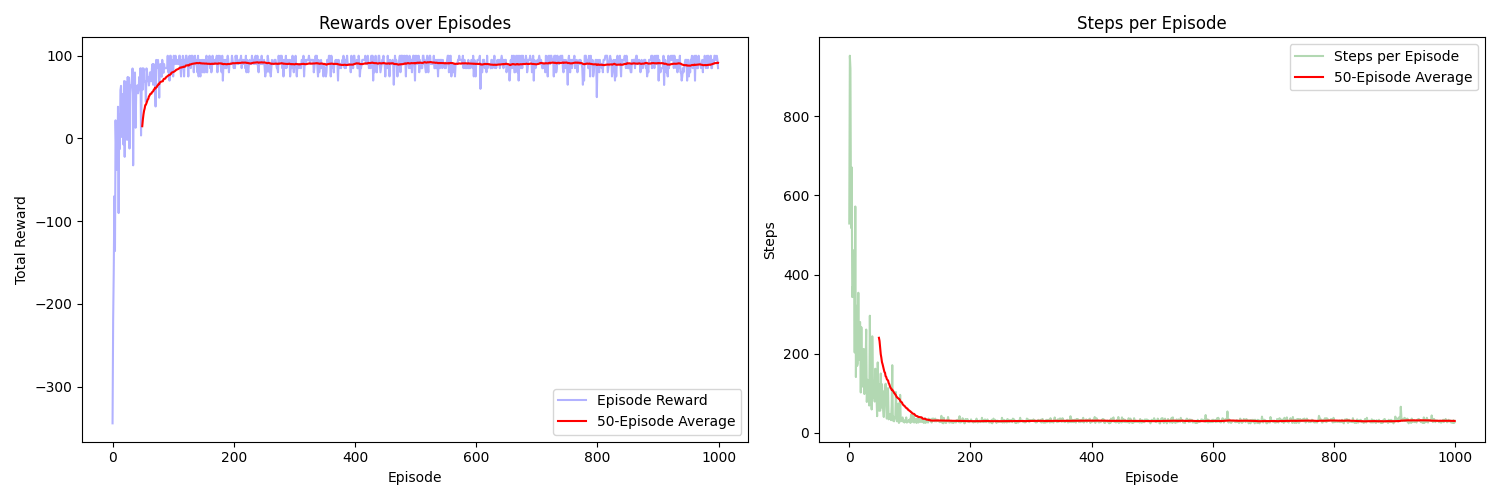 Rewards over Episodes
Total Reward
100
0
−100
−200
−300
0 200 400 600 800 1000
Episode
Episode Reward
50-Episode Average
Steps per Episode
Steps
800
600
400
200
0
0 200 400 600 800 1000
Episode
Steps per Episode
50-Episode Average